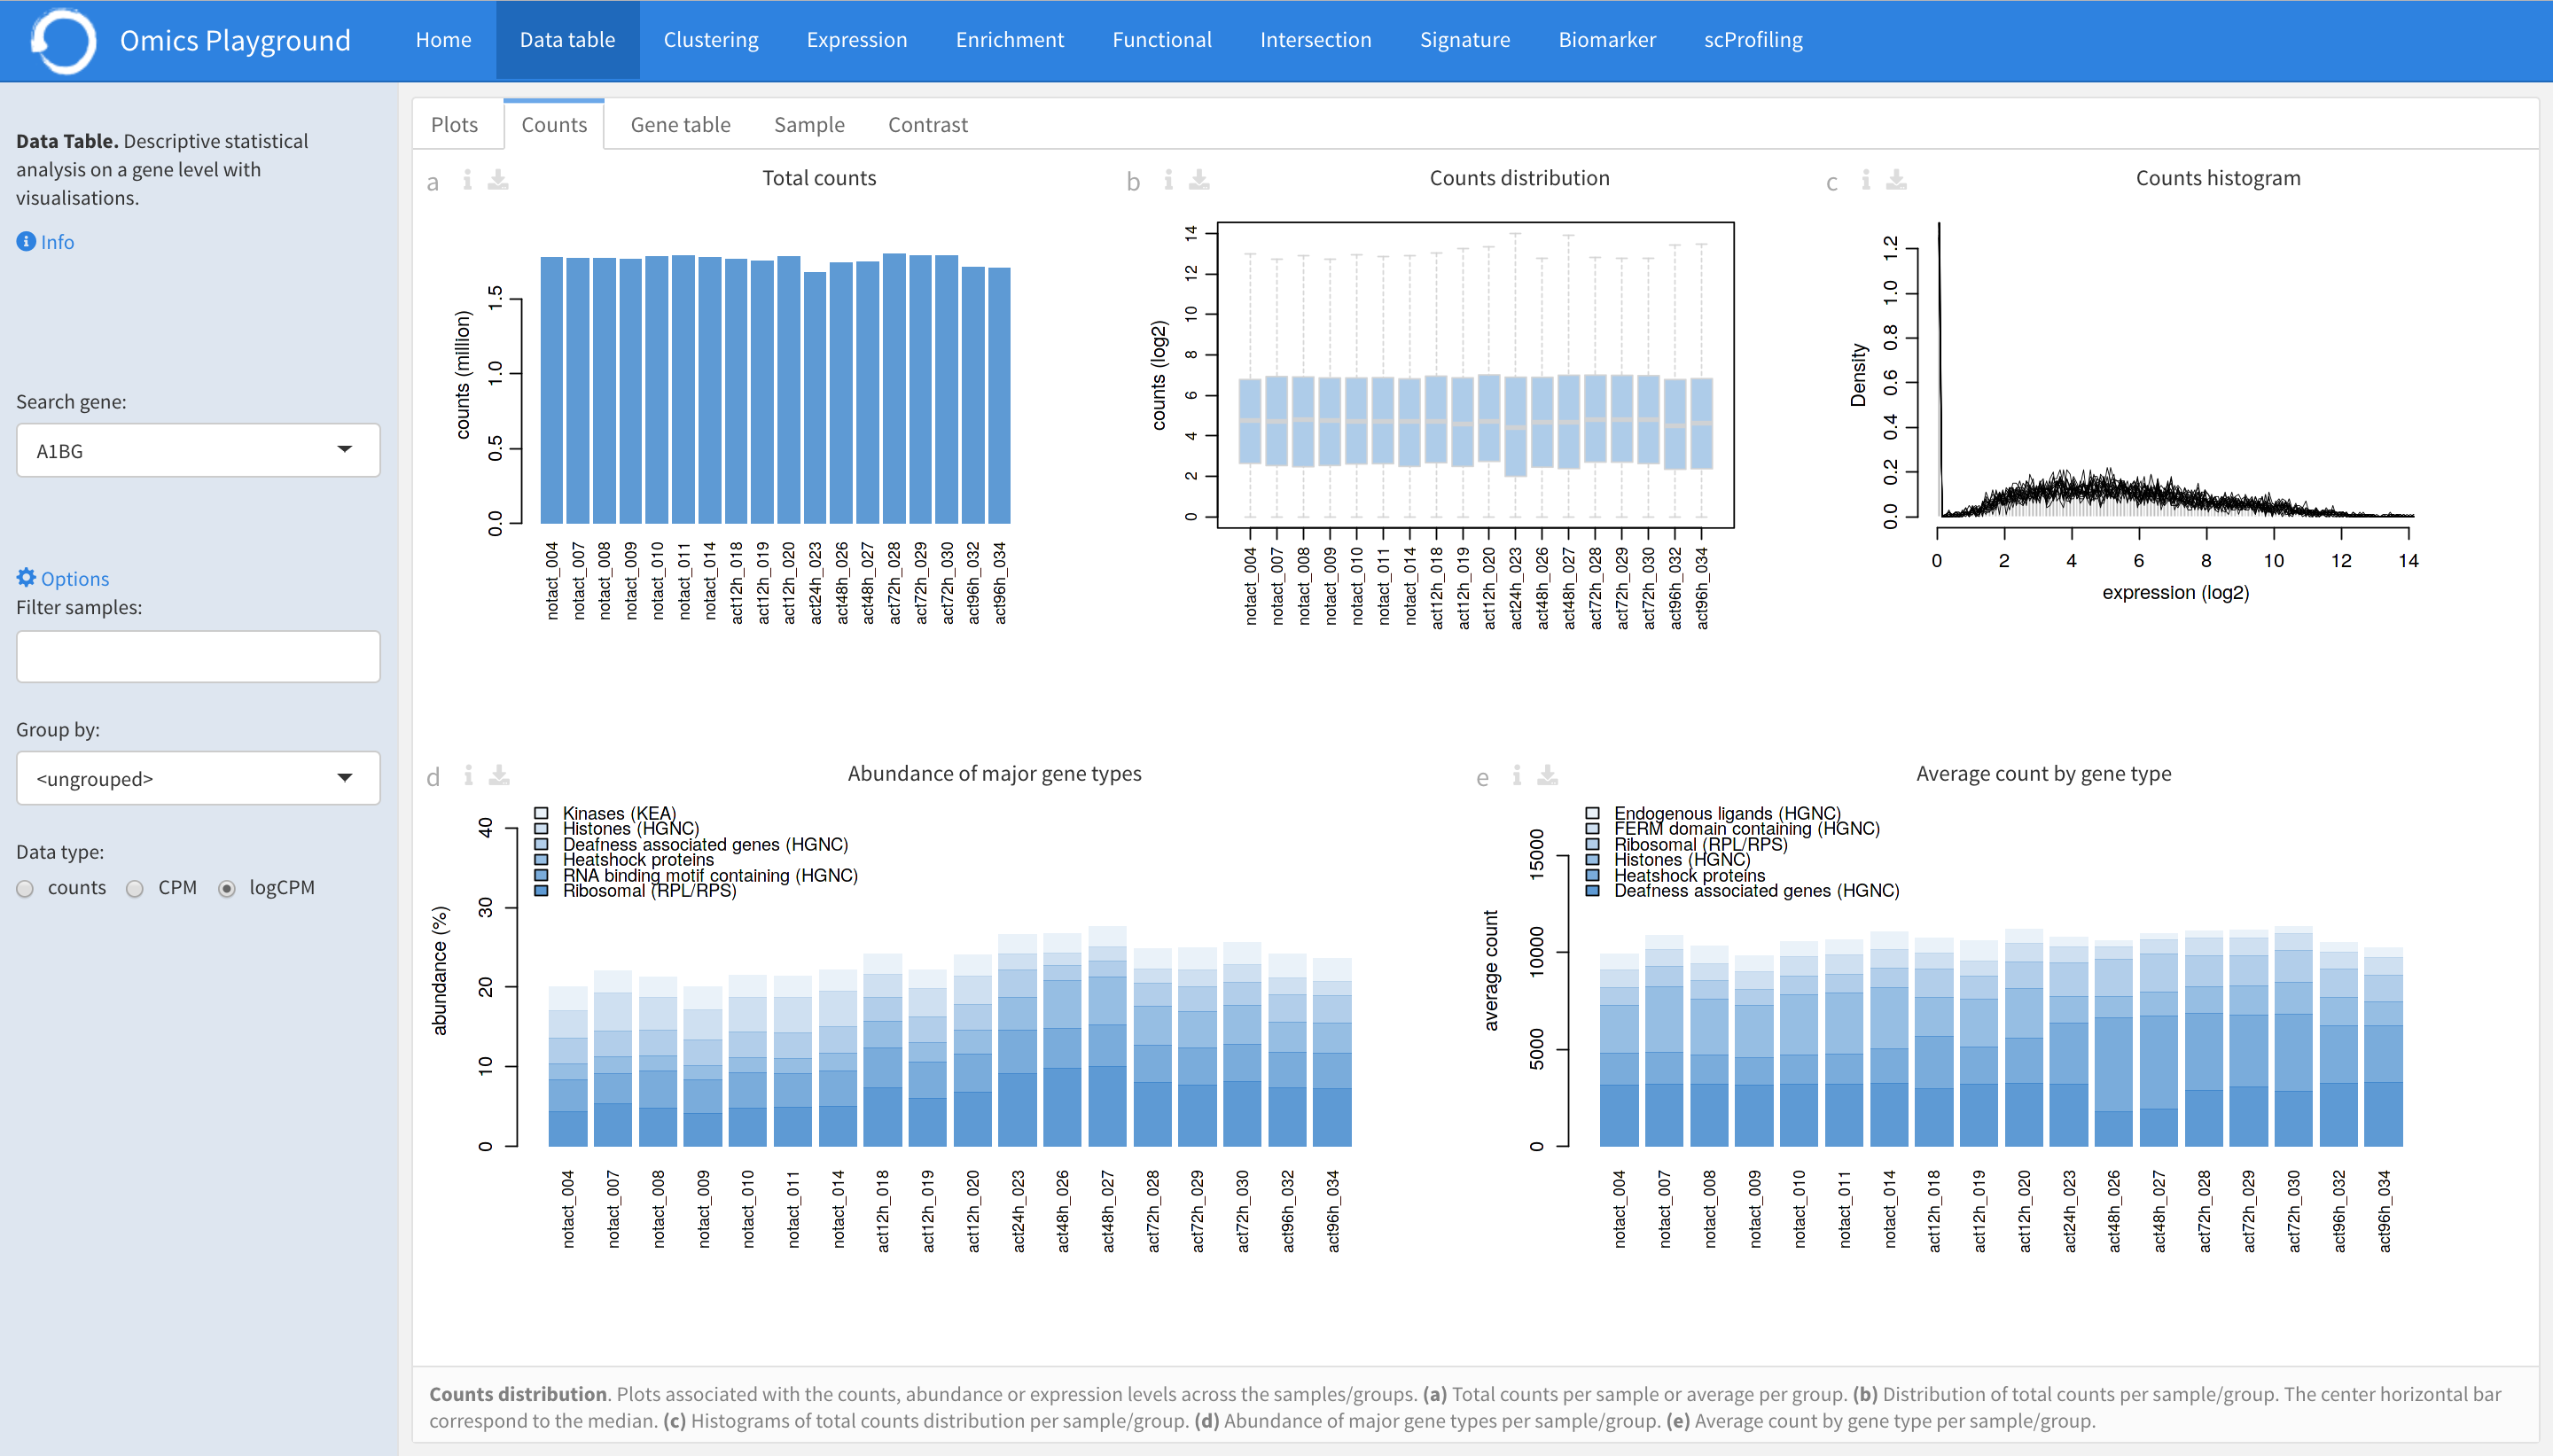 Omics Playground
Home
Data table
Clustering
Expression
Enrichment
Functional
Intersection
Signature
Biomarker
scProfiling
Data Table. Descriptive statistical
analysis on a gene level with
visualisations.
Info
Search gene:
A1BG
Options
Filter samples:
Group by:
<ungrouped>
Data type:
counts
CPM
logCPM
Plots
Counts
Gene table
Sample
Contrast
a
Total counts
counts (million)
0.0
0.5
1.0
1.5
notact_004
notact_007
notact_008
notact_009
notact_010
notact_011
notact_014
act12h_018
act12h_019
act12h_020
act24h_023
act48h_026
act48h_027
act72h_028
act72h_029
act72h_030
act96h_032
act96h_034
b
Counts distribution
counts (log2)
0
2
4
6
8
10
12
14
notact_004
notact_007
notact_008
notact_009
notact_010
notact_011
notact_014
act12h_018
act12h_019
act12h_020
act24h_023
act48h_026
act48h_027
act72h_028
act72h_029
act72h_030
act96h_032
act96h_034
c
Counts histogram
Density
0.0
0.2
0.4
0.6
0.8
1.0
1.2
0
2
4
6
8
10
12
14
expression (log2)
d
Abundance of major gene types
Kinases (KEA)
Histones (HGNC)
Deafness associated genes (HGNC)
Heatshock proteins
RNA binding motif containing (HGNC)
Ribosomal (RPL/RPS)
abundance (%)
0
10
20
30
40
notact_004
notact_007
notact_008
notact_009
notact_010
notact_011
notact_014
act12h_018
act12h_019
act12h_020
act24h_023
act48h_026
act48h_027
act72h_028
act72h_029
act72h_030
act96h_032
act96h_034
e
Average count by gene type
Endogenous ligands (HGNC)
FERM domain containing (HGNC)
Ribosomal (RPL/RPS)
Histones (HGNC)
Heatshock proteins
Deafness associated genes (HGNC)
average count
0
5000
10000
15000
notact_004
notact_007
notact_008
notact_009
notact_010
notact_011
notact_014
act12h_018
act12h_019
act12h_020
act24h_023
act48h_026
act48h_027
act72h_028
act72h_029
act72h_030
act96h_032
act96h_034
Counts distribution. Plots associated with the counts, abundance or expression levels across the samples/groups. (a) Total counts per sample or average per group. (b) Distribution of total counts per sample/group. The center horizontal bar
correspond to the median. (c) Histograms of total counts distribution per sample/group. (d) Abundance of major gene types per sample/group. (e) Average count by gene type per sample/group.